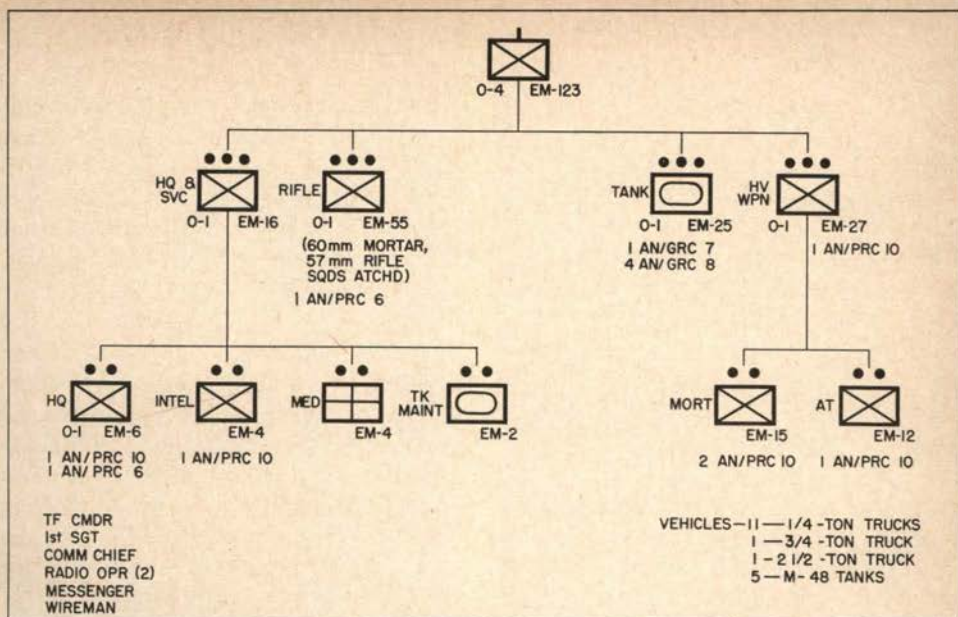 O-4 EM-123
HQ & SVC
O-1 EM-16
RIFLE
O-1 EM-55
(60mm MORTAR,
57mm RIFLE
SQDS ATCHD)
1 AN/PRC 6
TANK
O-1 EM-25
1 AN/GRC 7
4 AN/GRC 8
HV WPN
O-1 EM-27
1 AN/PRC 10
HQ
O-1 EM-6
1 AN/PRC 10
1 AN/PRC 6
INTEL
EM-4
1 AN/PRC 10
MED
EM-4
TK MAINT
EM-2
MORT
EM-15
2 AN/PRC 10
AT
EM-12
1 AN/PRC 10
TF CMDR
1st SGT
COMM CHIEF
RADIO OPR (2)
MESSENGER
WIREMAN
VEHICLES—11—1/4-TON TRUCKS
1—3/4-TON TRUCK
1-2 1/2-TON TRUCK
5—M-48 TANKS